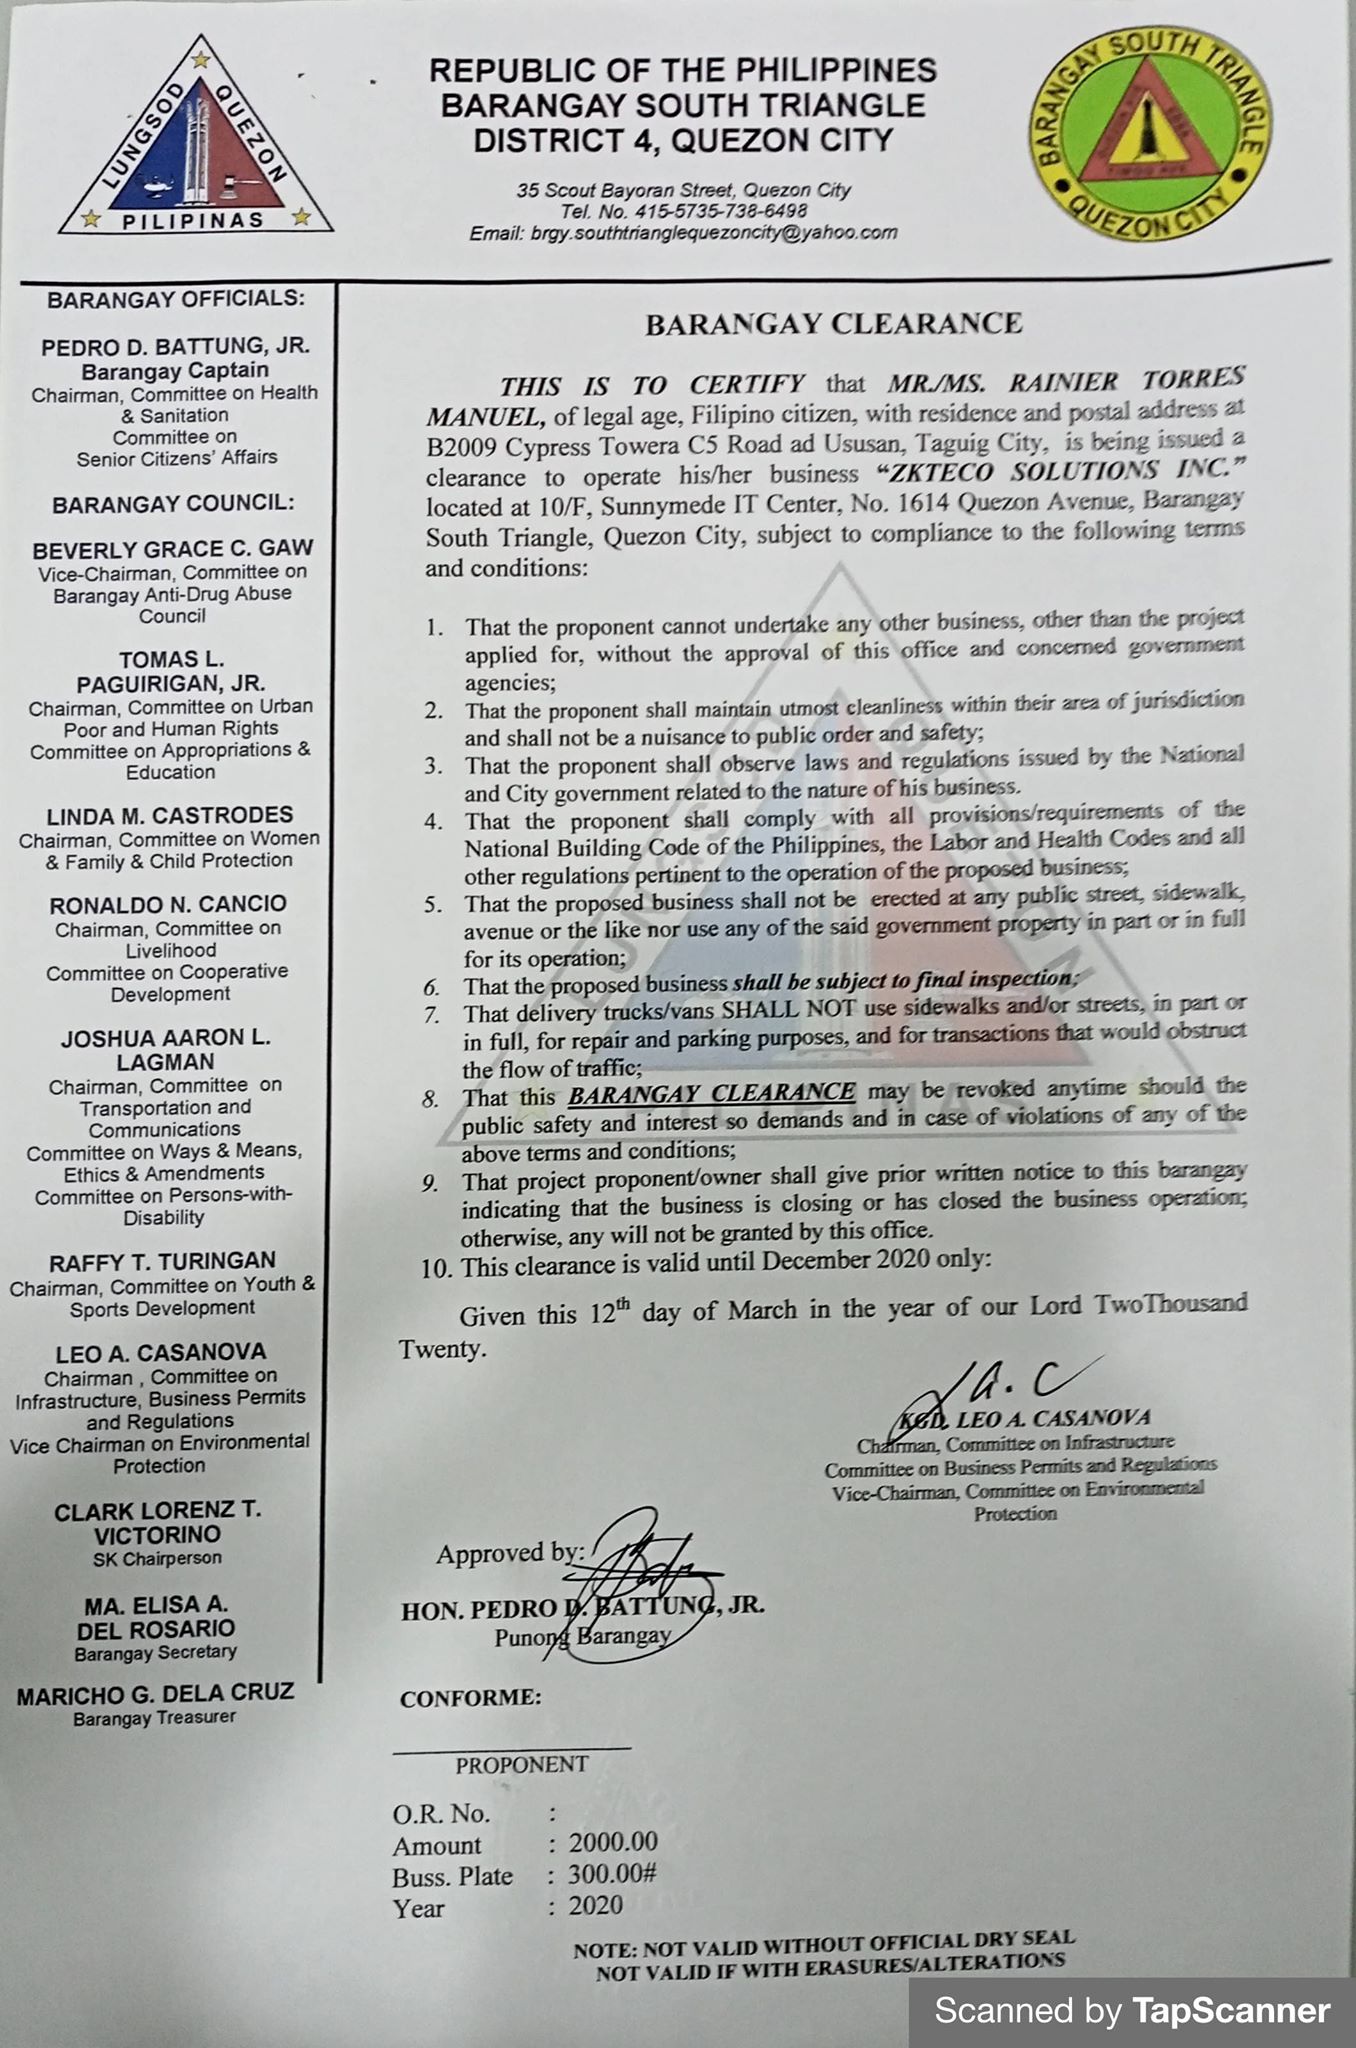 LUNGSOD QUEZON
PILIPINAS
REPUBLIC OF THE PHILIPPINES
BARANGAY SOUTH TRIANGLE
DISTRICT 4, QUEZON CITY
35 Scout Bayoran Street, Quezon City
Tel. No. 415-5735-738-6498
Email: brgy.southtrianglequezoncity@yahoo.com
BARANGAY SOUTH TRIANGLE
QUEZON CITY
BARANGAY OFFICIALS:
PEDRO D. BATTUNG, JR.
Barangay Captain
Chairman, Committee on Health
& Sanitation
Committee on
Senior Citizens' Affairs
BARANGAY COUNCIL:
BEVERLY GRACE C. GAW
Vice-Chairman, Committee on
Barangay Anti-Drug Abuse
Council
TOMAS L.
PAGUIRIGAN, JR.
Chairman, Committee on Urban
Poor and Human Rights
Committee on Appropriations &
Education
LINDA M. CASTRODES
Chairman, Committee on Women
& Family & Child Protection
RONALDO N. CANCIO
Chairman, Committee on
Livelihood
Committee on Cooperative
Development
JOSHUA AARON L.
LAGMAN
Chairman, Committee on
Transportation and
Communications
Committee on Ways & Means,
Ethics & Amendments
Committee on Persons-with-
Disability
RAFFY T. TURINGAN
Chairman, Committee on Youth &
Sports Development
LEO A. CASANOVA
Chairman , Committee on
Infrastructure, Business Permits
and Regulations
Vice Chairman on Environmental
Protection
CLARK LORENZ T.
VICTORINO
SK Chairperson
MA. ELISA A.
DEL ROSARIO
Barangay Secretary
MARICHO G. DELA CRUZ
Barangay Treasurer
BARANGAY CLEARANCE
THIS IS TO CERTIFY that MR./MS. RAINIER TORRES
MANUEL, of legal age, Filipino citizen, with residence and postal address at
B2009 Cypress Towera C5 Road ad Ususan, Taguig City, is being issued a
clearance to operate his/her business "ZKTECO SOLUTIONS INC."
located at 10/F, Sunnymede IT Center, No. 1614 Quezon Avenue, Barangay
South Triangle, Quezon City, subject to compliance to the following terms
and conditions:
1. That the proponent cannot undertake any other business, other than the project
applied for, without the approval of this office and concerned government
agencies;
2. That the proponent shall maintain utmost cleanliness within their area of jurisdiction
and shall not be a nuisance to public order and safety;
3. That the proponent shall observe laws and regulations issued by the National
and City government related to the nature of his business.
4. That the proponent shall comply with all provisions/requirements of the
National Building Code of the Philippines, the Labor and Health Codes and all
other regulations pertinent to the operation of the proposed business;
5. That the proposed business shall not be erected at any public street, sidewalk,
avenue or the like nor use any of the said government property in part or in full
for its operation;
6. That the proposed business shall be subject to final inspection;
7. That delivery trucks/vans SHALL NOT use sidewalks and/or streets, in part or
in full, for repair and parking purposes, and for transactions that would obstruct
the flow of traffic;
8. That this BARANGAY CLEARANCE may be revoked anytime should the
public safety and interest so demands and in case of violations of any of the
above terms and conditions;
9. That project proponent/owner shall give prior written notice to this barangay
indicating that the business is closing or has closed the business operation;
otherwise, any will not be granted by this office.
10. This clearance is valid until December 2020 only:
Given this 12th day of March in the year of our Lord TwoThousand
Twenty.
KGD. LEO A. CASANOVA
Chairman, Committee on Infrastructure
Committee on Business Permits and Regulations
Vice-Chairman, Committee on Environmental
Protection
Approved by:
HON. PEDRO D. BATTUNG, JR.
Punong Barangay
CONFORME:
PROPONENT
O.R. No. :
Amount : 2000.00
Buss. Plate : 300.00#
Year : 2020
NOTE: NOT VALID WITHOUT OFFICIAL DRY SEAL
NOT VALID IF WITH ERASURES/ALTERATIONS
Scanned by TapScanner